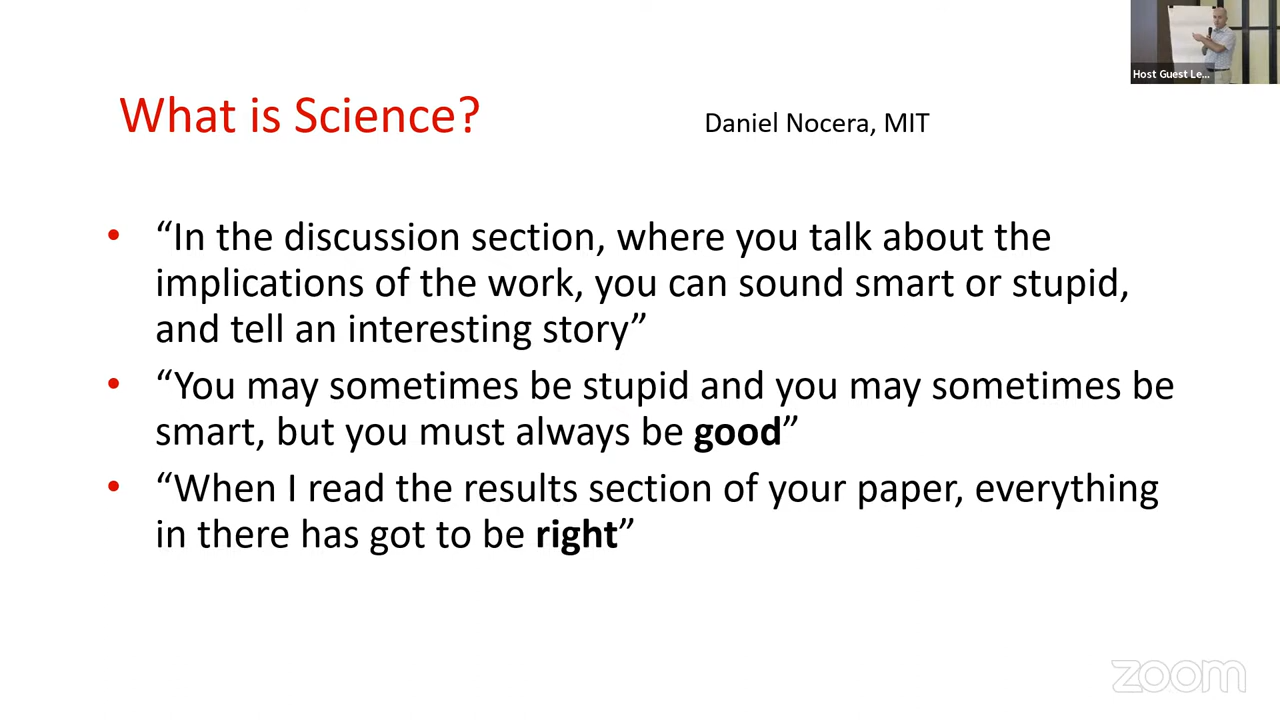 Host Guest Le...
What is Science?
Daniel Nocera, MIT
• “In the discussion section, where you talk about the
implications of the work, you can sound smart or stupid,
and tell an interesting story”
• “You may sometimes be stupid and you may sometimes be
smart, but you must always be good”
• “When I read the results section of your paper, everything
in there has got to be right”
zoom